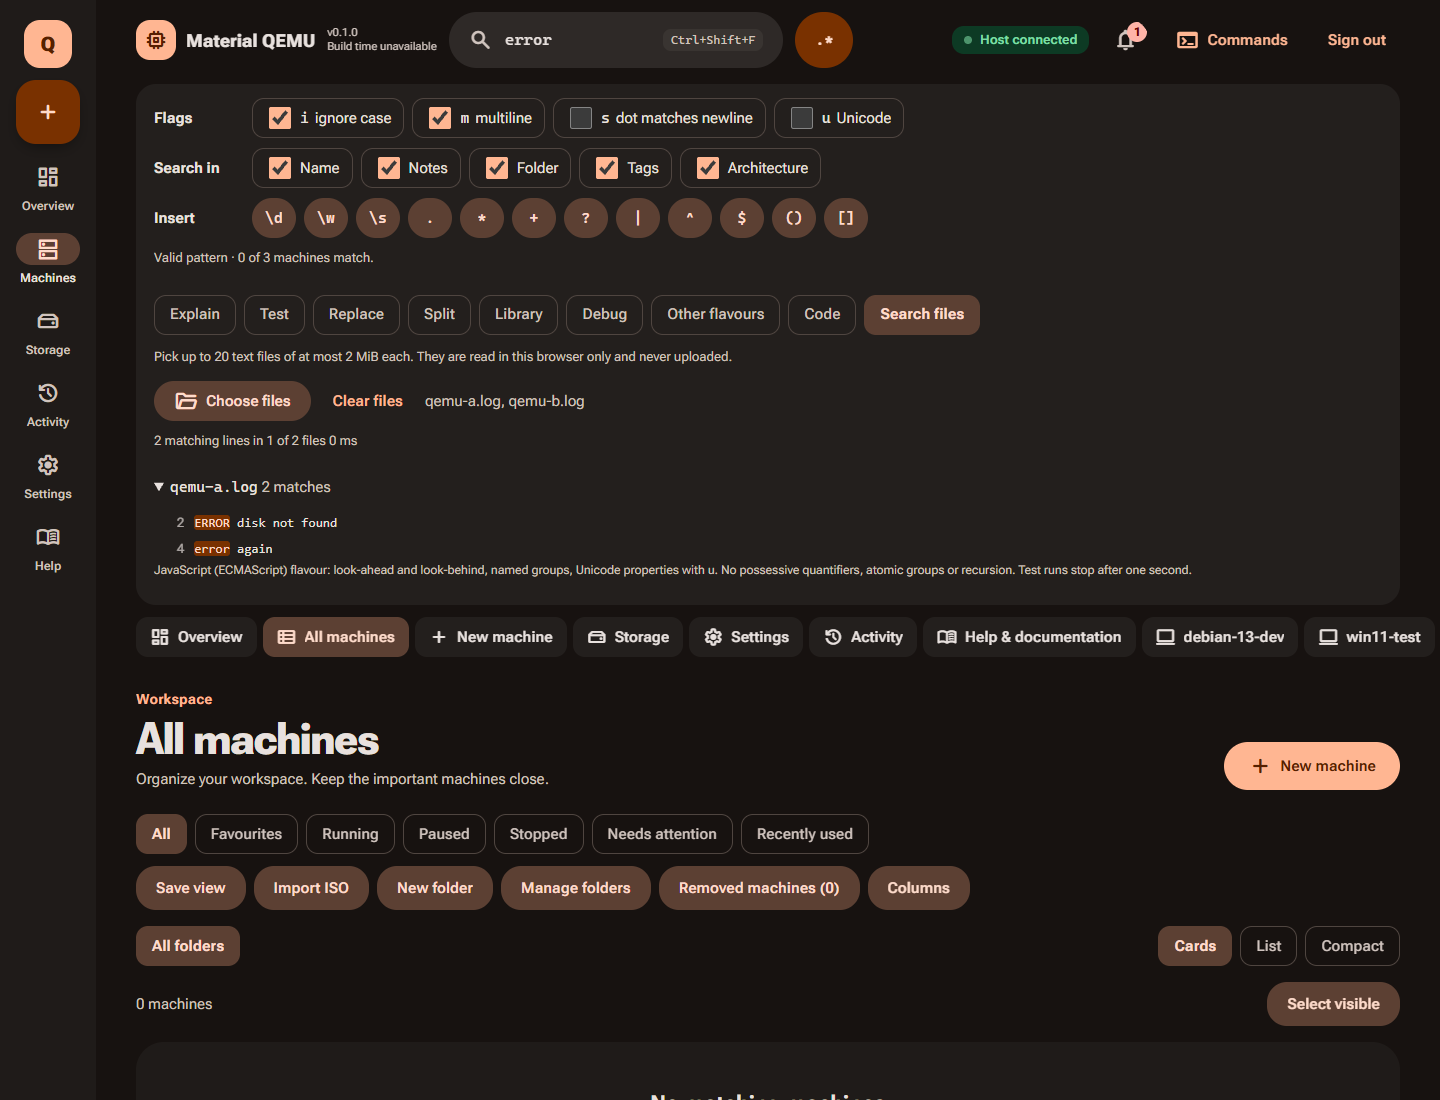 Q
Material QEMU
v0.1.0
Build time unavailable
error
Ctrl+Shift+F
.*
Host connected
1
Commands
Sign out
+
Overview
Machines
Storage
Activity
Settings
Help
Flags
i ignore case
m multiline
s dot matches newline
u Unicode
Search in
Name
Notes
Folder
Tags
Architecture
Insert
\d
\w
\s
.
*
+
?
|
^
$
()
[]
Valid pattern · 0 of 3 machines match.
Explain
Test
Replace
Split
Library
Debug
Other flavours
Code
Search files
Pick up to 20 text files of at most 2 MiB each. They are read in this browser only and never uploaded.
Choose files
Clear files
qemu-a.log, qemu-b.log
2 matching lines in 1 of 2 files 0 ms
qemu-a.log 2 matches
2 ERROR disk not found
4 error again
JavaScript (ECMAScript) flavour: look-ahead and look-behind, named groups, Unicode properties with u. No possessive quantifiers, atomic groups or recursion. Test runs stop after one second.
Overview
All machines
+ New machine
Storage
Settings
Activity
Help & documentation
debian-13-dev
win11-test
Workspace
All machines
Organize your workspace. Keep the important machines close.
+ New machine
All
Favourites
Running
Paused
Stopped
Needs attention
Recently used
Save view
Import ISO
New folder
Manage folders
Removed machines (0)
Columns
All folders
Cards
List
Compact
0 machines
Select visible